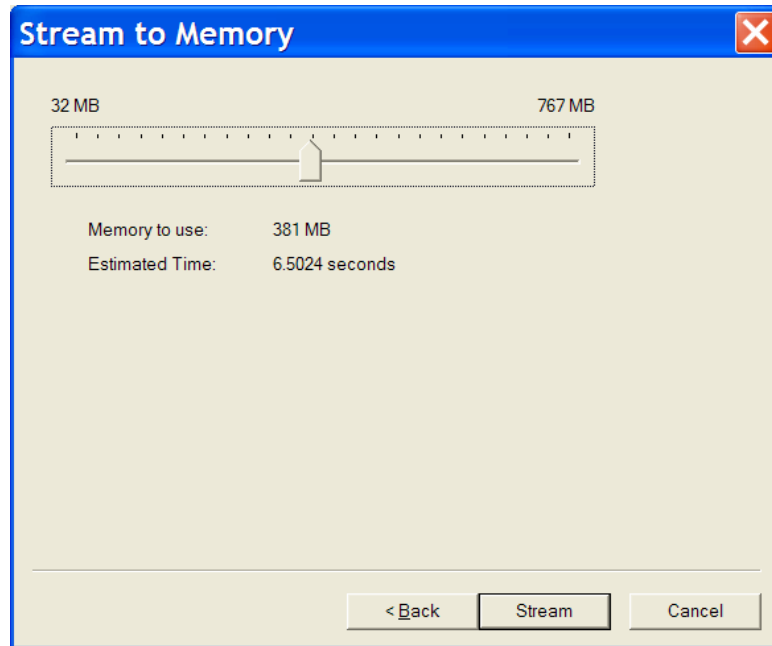 Stream to Memory
32 MB 767 MB
Memory to use: 381 MB
Estimated Time: 6.5024 seconds
< Back Stream Cancel